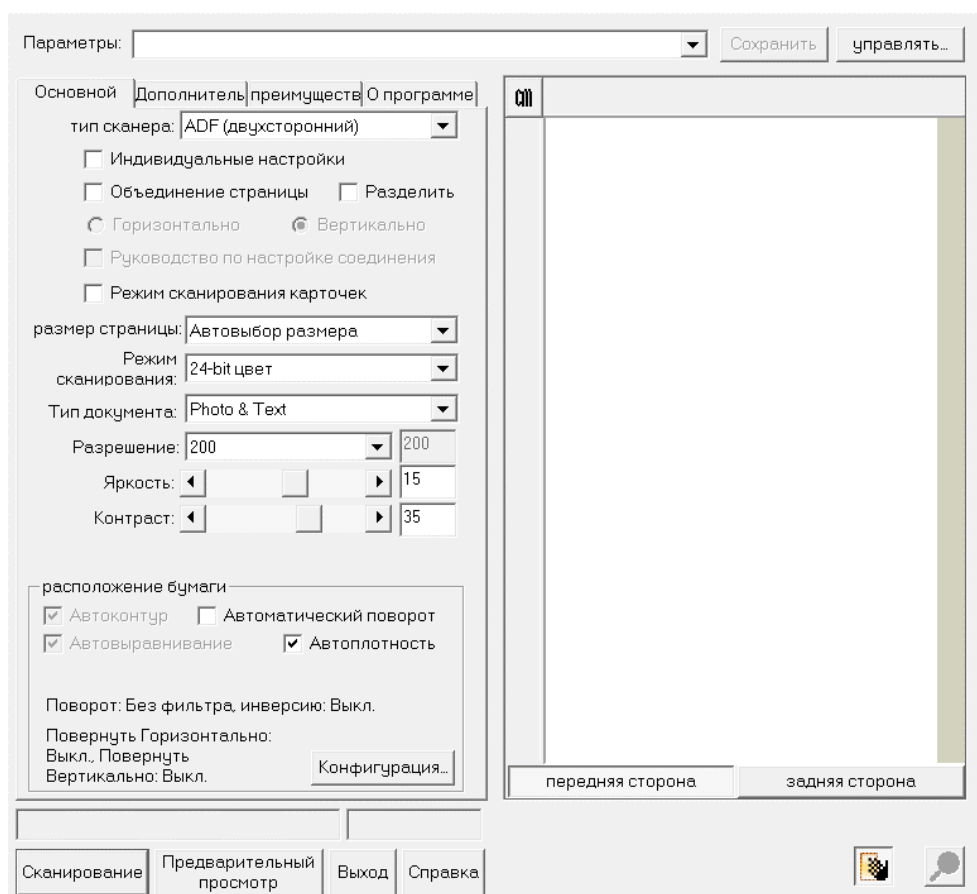 Параметры:
Сохранить
управлять...
Основной
Дополнитель
преимуществ
О программе
тип сканера: ADF (двухсторонний)
Индивидуальные настройки
Объединение страницы
Разделить
Горизонтально
Вертикально
Руководство по настройке соединения
Режим сканирования карточек
размер страницы: Автовыбор размера
Режим
сканирования: 24-bit цвет
Тип документа: Photo & Text
Разрешение: 200
200
Яркость:
15
Контраст:
35
расположение бумаги
Автоконтур
Автоматический поворот
Автовыравнивание
Автоплотность
Поворот: Без фильтра, инверсию: Выкл.
Повернуть Горизонтально:
Выкл., Повернуть
Вертикально: Выкл.
Конфигурация...
cm
передняя сторона
задняя сторона
Сканирование
Предварительный
просмотр
Выход
Справка